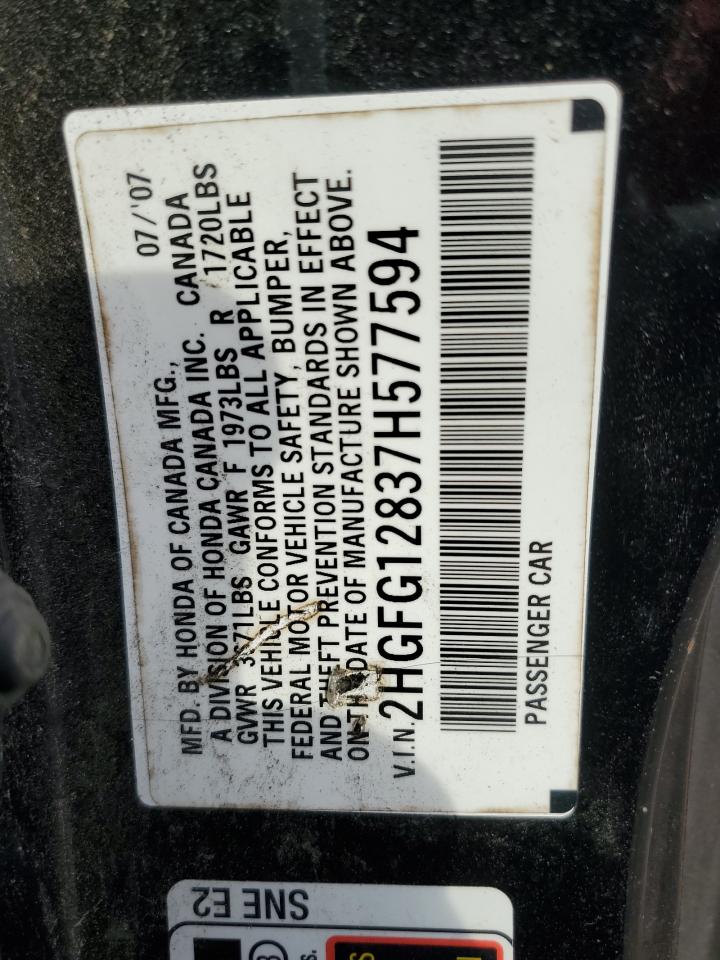 MFD. BY HONDA OF CANADA MFG., 07/'07
A DIVISION OF HONDA CANADA INC. CANADA
GVWR 3671LBS GAWR F 1973LBS R 1720LBS
THIS VEHICLE CONFORMS TO ALL APPLICABLE
FEDERAL MOTOR VEHICLE SAFETY, BUMPER,
AND THEFT PREVENTION STANDARDS IN EFFECT
ON THE DATE OF MANUFACTURE SHOWN ABOVE.
V.I.N. 2HGFG12837H577594
PASSENGER CAR
SNE E2